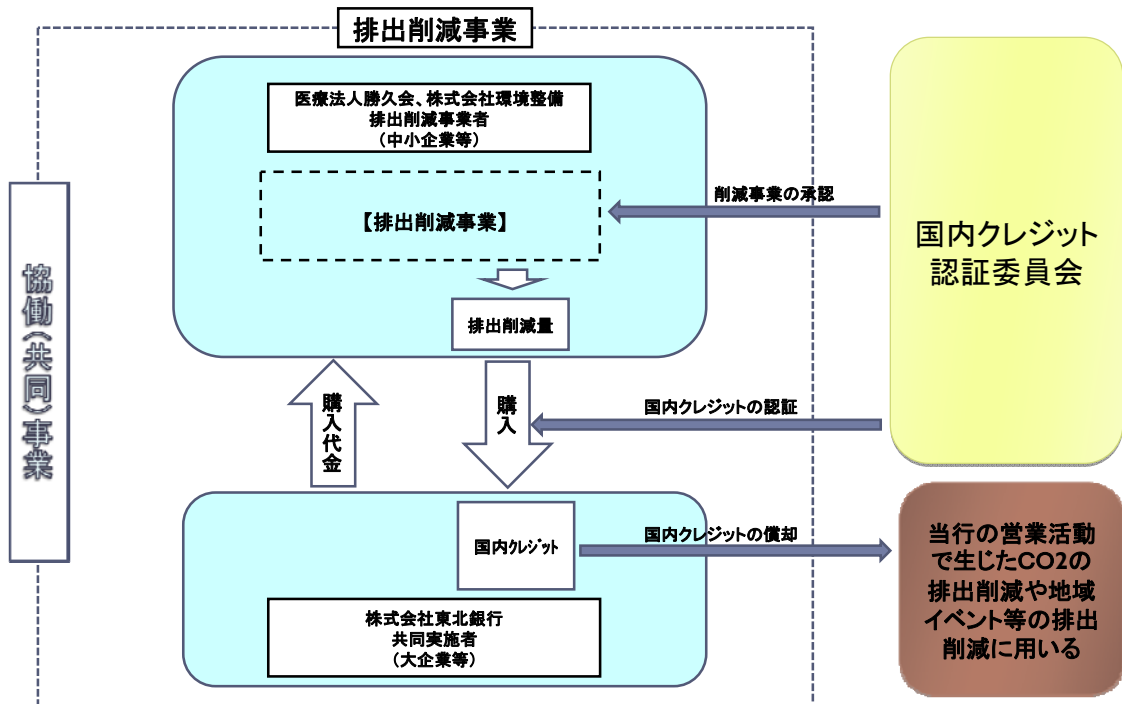 排出削減事業
医療法人勝久会、株式会社環境整備
排出削減事業者
（中小企業等）
【排出削減事業】
削減事業の承認
国内クレジット
認証委員会
協働（共同）事業
排出削減量
購入代金
購入
国内クレジットの認証
国内クレジット
国内クレジットの償却
当行の営業活動
で生じたCO2の
排出削減や地域
イベント等の排出
削減に用いる
株式会社東北銀行
共同実施者
（大企業等）